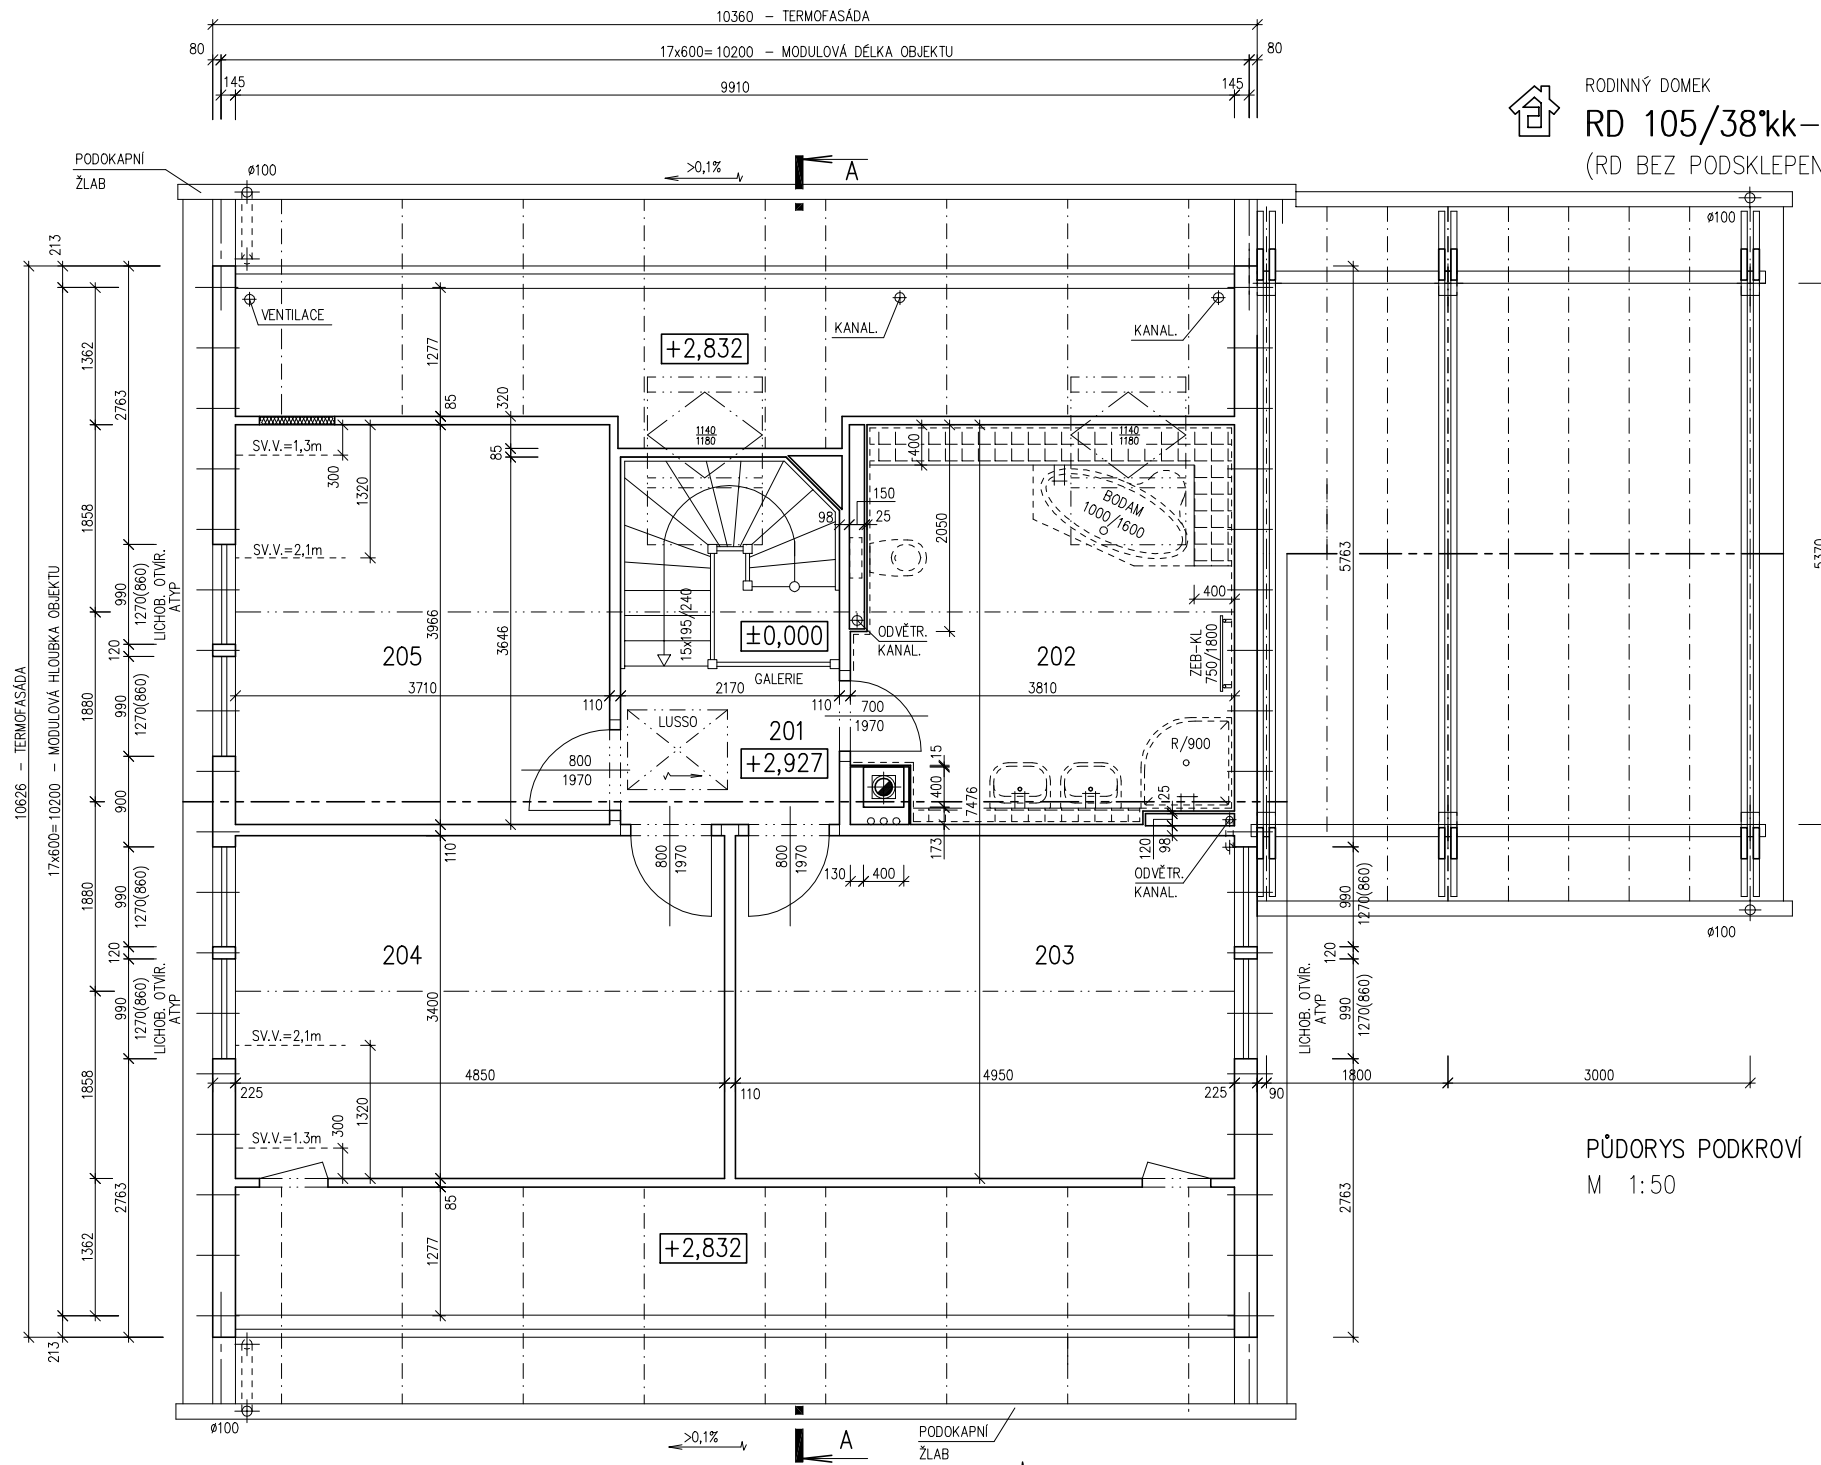 10360 – TERMOFASÁDA
80
17x600=10200 – MODULOVÁ DÉLKA OBJEKTU
80
145
9910
145
RODINNÝ DOMEK
RD 105/38°kk–
(RD BEZ PODSKLEPEN
PODOKAPNÍ
ŽLAB
ø100
>0,1%
A
ø100
213
VENTILACE
KANAL.
KANAL.
+2,832
1362
2763
1277
85
320
85
1140
1180
1140
1180
SV.V.=1,3m
300
1320
400
150
98
25
2050
BODAM
1000/1600
1858
SV.V.=2,1m
LICHOB. OTVÍR.
ATYP
990
1270(860)
120
990
1270(860)
1880
900
10626 – TERMOFASÁDA
17x600=10200 – MODULOVÁ HLOUBKA OBJEKTU
3966
3646
15x195/240
±0,000
400
ODVĚTR.
KANAL.
ZEB-KL
750/1800
205
202
GALERIE
3710
110
2170
110
3810
5763
5370
LUSSO
201
+2,927
700
1970
800
1970
R/900
15
400
7476
25
173
120
98
110
800
1970
800
1970
130
400
ODVĚTR.
KANAL.
1880
990
1270(860)
120
990
1270(860)
LICHOB. OTVÍR.
ATYP
204
203
3400
990
1270(860)
120
990
1270(860)
LICHOB. OTVÍR.
ATYP
ø100
SV.V.=2,1m
1858
225
4850
110
4950
225
90
1800
3000
SV.V.=1.3m
300
1320
PŮDORYS PODKROVÍ
M 1:50
2763
1362
85
1277
+2,832
2763
213
ø100
>0,1%
A
PODOKAPNÍ
ŽLAB